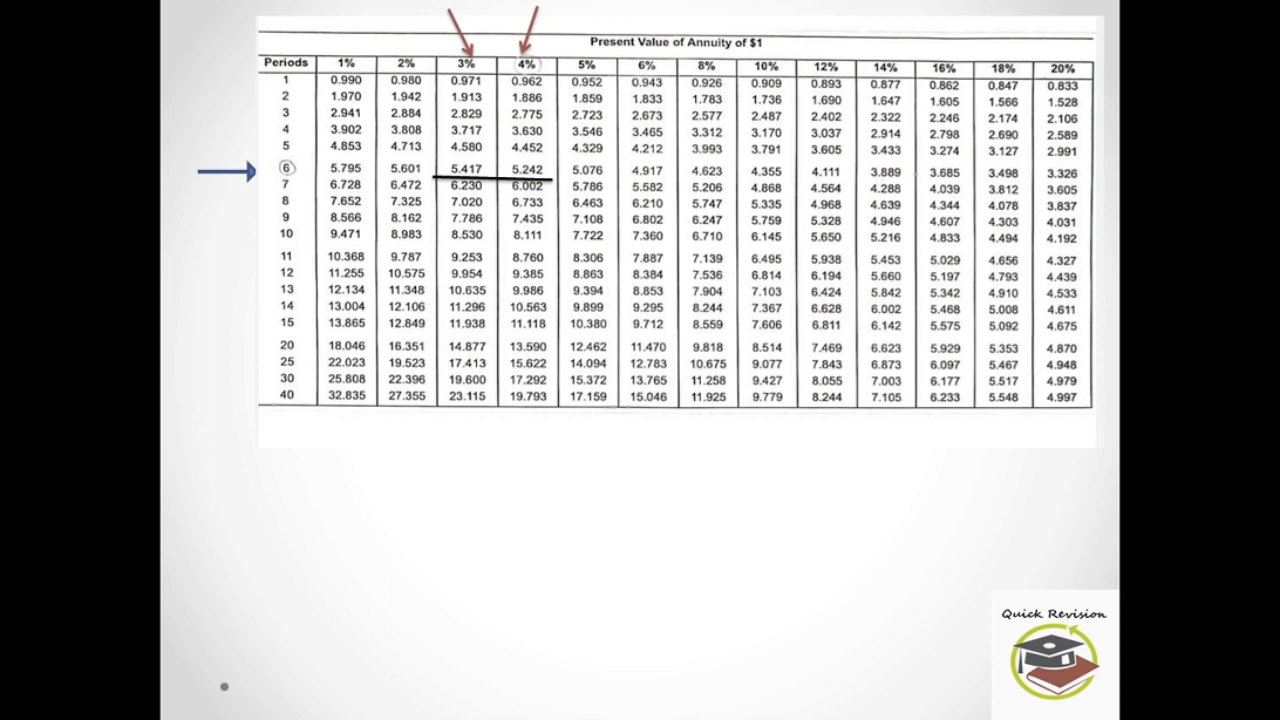 Present Value of Annuity of $1
Periods 1% 2% 3% 4% 5% 6% 8% 10% 12% 14% 16% 18% 20%
1 0.990 0.980 0.971 0.962 0.952 0.943 0.926 0.909 0.893 0.877 0.862 0.847 0.833
2 1.970 1.942 1.913 1.886 1.859 1.833 1.783 1.736 1.690 1.647 1.605 1.566 1.528
3 2.941 2.884 2.829 2.775 2.723 2.673 2.577 2.487 2.402 2.322 2.246 2.174 2.106
4 3.902 3.808 3.717 3.630 3.546 3.465 3.312 3.170 3.037 2.914 2.798 2.690 2.589
5 4.853 4.713 4.580 4.452 4.329 4.212 3.993 3.791 3.605 3.433 3.274 3.127 2.991
6 5.795 5.601 5.417 5.242 5.076 4.917 4.623 4.355 4.111 3.889 3.685 3.498 3.326
7 6.728 6.472 6.230 6.002 5.786 5.582 5.206 4.868 4.564 4.288 4.039 3.812 3.605
8 7.652 7.325 7.020 6.733 6.463 6.210 5.747 5.335 4.968 4.639 4.344 4.078 3.837
9 8.566 8.162 7.786 7.435 7.108 6.802 6.247 5.759 5.328 4.946 4.607 4.303 4.031
10 9.471 8.983 8.530 8.111 7.722 7.360 6.710 6.145 5.650 5.216 4.833 4.494 4.192
11 10.368 9.787 9.253 8.760 8.306 7.887 7.139 6.495 5.938 5.453 5.029 4.656 4.327
12 11.255 10.575 9.954 9.385 8.863 8.384 7.536 6.814 6.194 5.660 5.197 4.793 4.439
13 12.134 11.348 10.635 9.986 9.394 8.853 7.904 7.103 6.424 5.842 5.342 4.910 4.533
14 13.004 12.106 11.296 10.563 9.899 9.295 8.244 7.367 6.628 6.002 5.468 5.008 4.611
15 13.865 12.849 11.938 11.118 10.380 9.712 8.559 7.606 6.811 6.142 5.575 5.092 4.675
20 18.046 16.351 14.877 13.590 12.462 11.470 9.818 8.514 7.469 6.623 5.929 5.353 4.870
25 22.023 19.523 17.413 15.622 14.094 12.783 10.675 9.077 7.843 6.873 6.097 5.467 4.948
30 25.808 22.396 19.600 17.292 15.372 13.765 11.258 9.427 8.055 7.003 6.177 5.517 4.979
40 32.835 27.355 23.115 19.793 17.159 15.046 11.925 9.779 8.244 7.105 6.233 5.548 4.997
Quick Revision